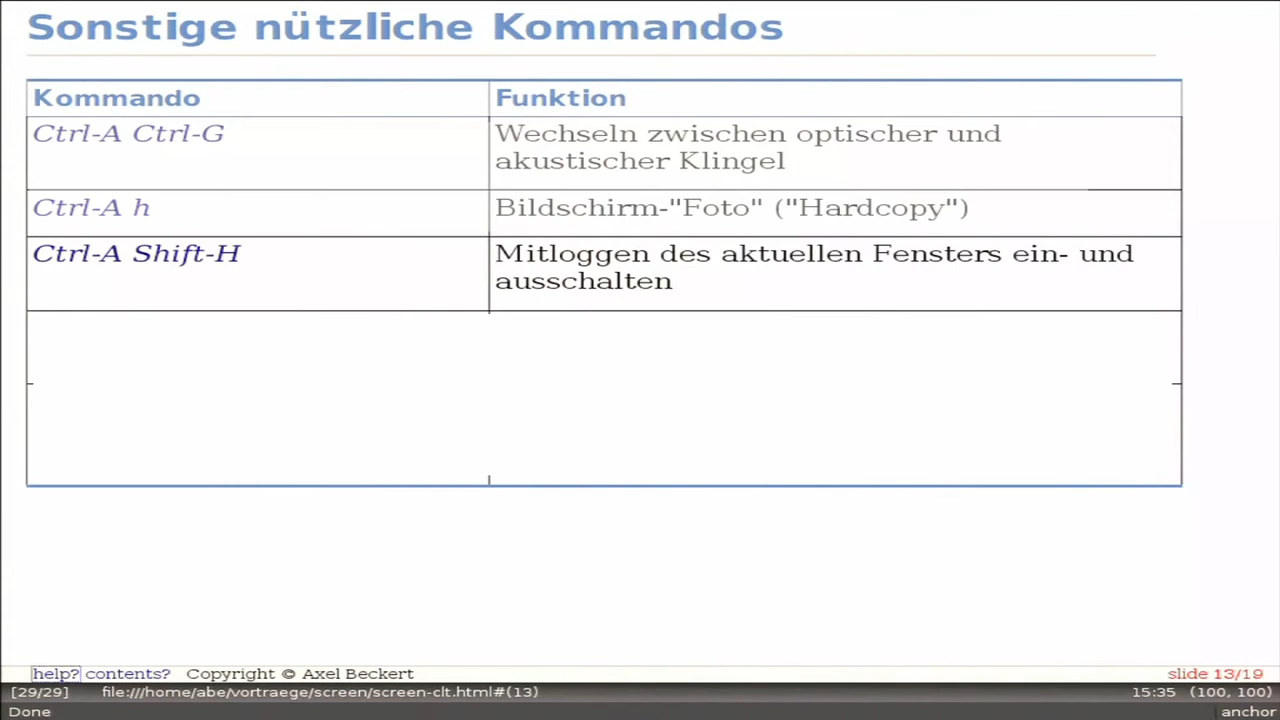 Sonstige nützliche Kommandos
Kommando
Funktion
Ctrl-A Ctrl-G
Wechseln zwischen optischer und
akustischer Klingel
Ctrl-A h
Bildschirm-"Foto" ("Hardcopy")
Ctrl-A Shift-H
Mitloggen des aktuellen Fensters ein- und
ausschalten
help? contents? Copyright © Axel Beckert
slide 13/19
[29/29] file:///home/abe/vortraege/screen/screen-clt.html#(13)
15:35 (100, 100)
Done
anchor